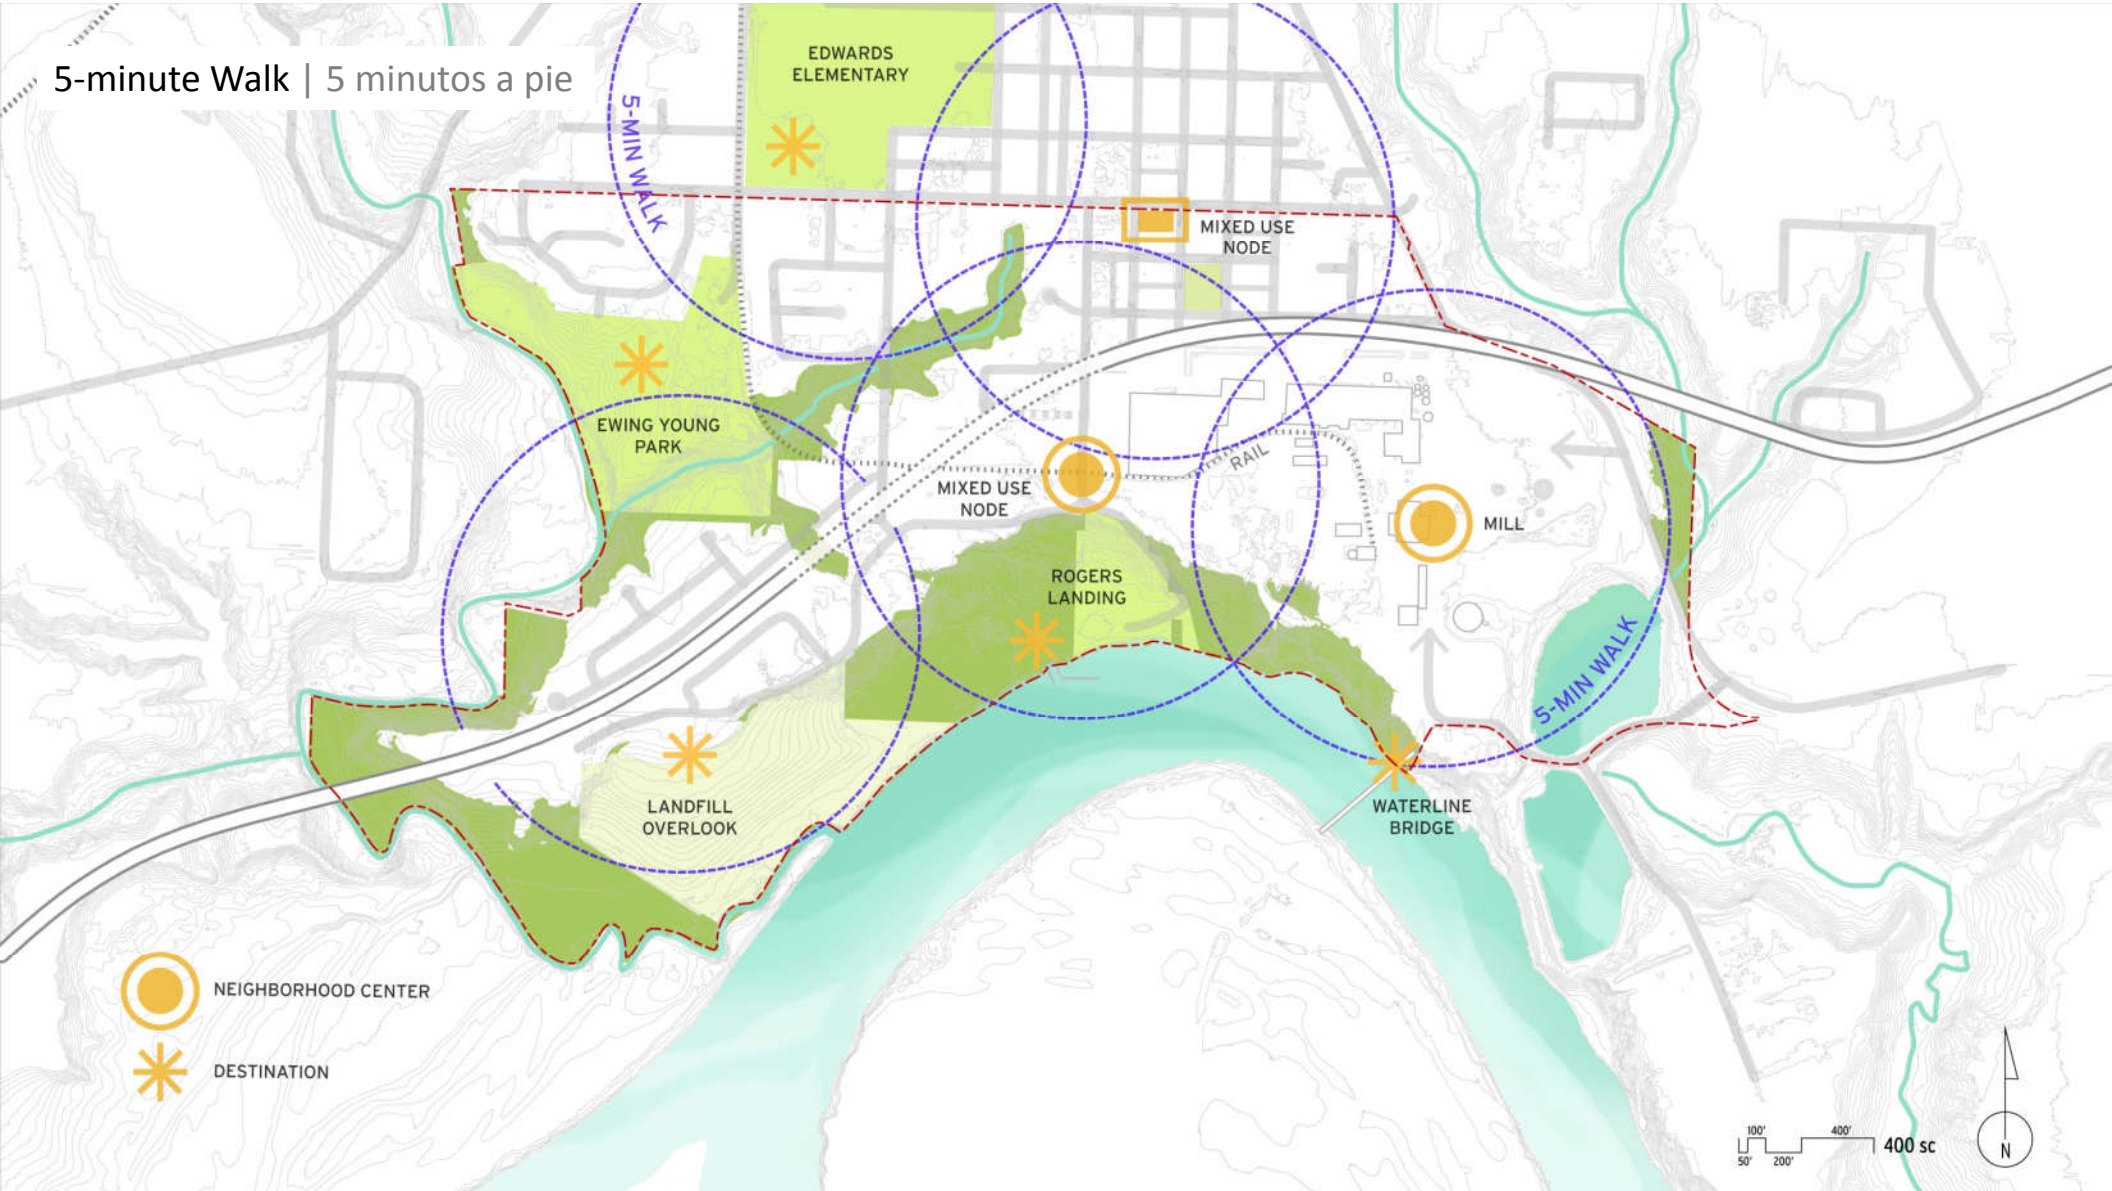 5-minute Walk | 5 minutos a pie
EDWARDS
ELEMENTARY
5-MIN WALK
MIXED USE
NODE
EWING YOUNG
PARK
RAIL
MIXED USE
NODE
MILL
ROGERS
LANDING
5-MIN WALK
LANDFILL
OVERLOOK
WATERLINE
BRIDGE
NEIGHBORHOOD CENTER
DESTINATION
100'
400'
400 sc
50'
200'
N